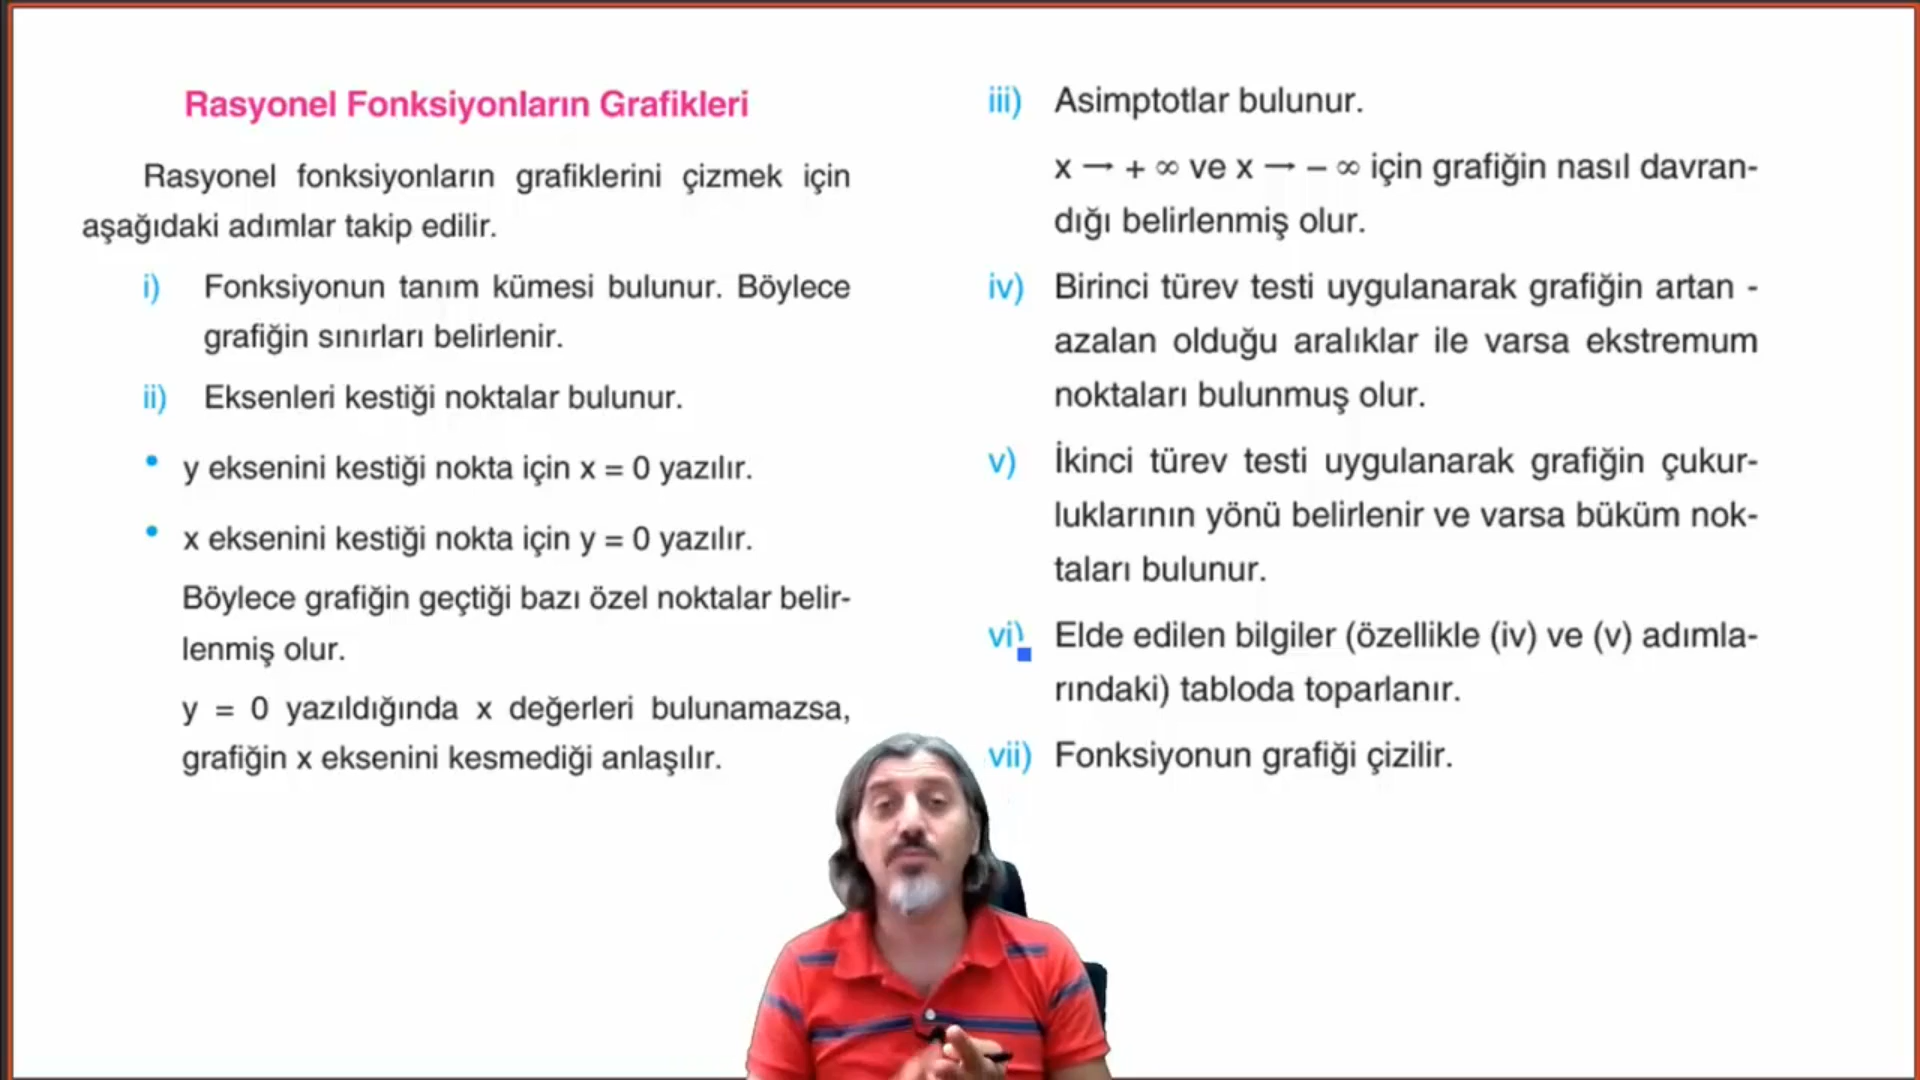 Rasyonel Fonksiyonların Grafikleri
Rasyonel fonksiyonların grafiklerini çizmek için
aşağıdaki adımlar takip edilir.
i) Fonksiyonun tanım kümesi bulunur. Böylece
grafiğin sınırları belirlenir.
ii) Eksenleri kestiği noktalar bulunur.
• y eksenini kestiği nokta için x = 0 yazılır.
• x eksenini kestiği nokta için y = 0 yazılır.
Böylece grafiğin geçtiği bazı özel noktalar belir-
lenmiş olur.
y = 0 yazıldığında x değerleri bulunamazsa,
grafiğin x eksenini kesmediği anlaşılır.
iii) Asimptotlar bulunur.
x → + ∞ ve x → – ∞ için grafiğin nasıl davran-
dığı belirlenmiş olur.
iv) Birinci türev testi uygulanarak grafiğin artan -
azalan olduğu aralıklar ile varsa ekstremum
noktaları bulunmuş olur.
v) İkinci türev testi uygulanarak grafiğin çukur-
luklarının yönü belirlenir ve varsa büküm nok-
taları bulunur.
vi) Elde edilen bilgiler (özellikle (iv) ve (v) adımla-
rındaki) tabloda toparlanır.
vii) Fonksiyonun grafiği çizilir.